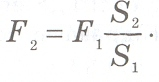 F₂ = F₁ S₂/S₁.